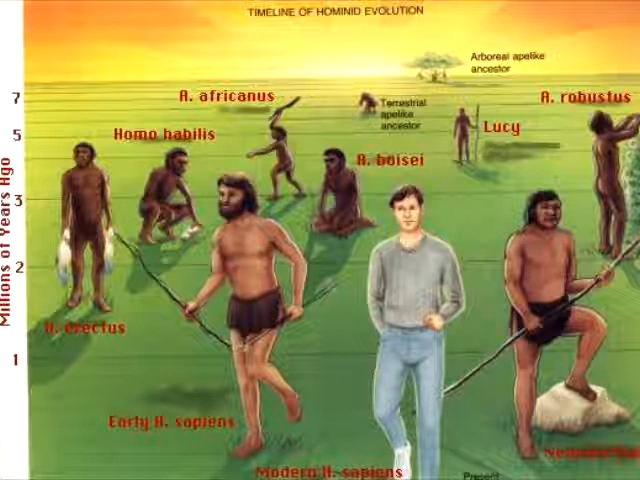 TIMELINE OF HOMINID EVOLUTION
Arboreal apelike
ancestor
7
A. africanus
Terrestrial
apelike
ancestor
A. robustus
5
Homo habilis
Lucy
A. boisei
Millions of Years Ago
3
2
H. erectus
1
Early H. sapiens
Modern H. sapiens
Present